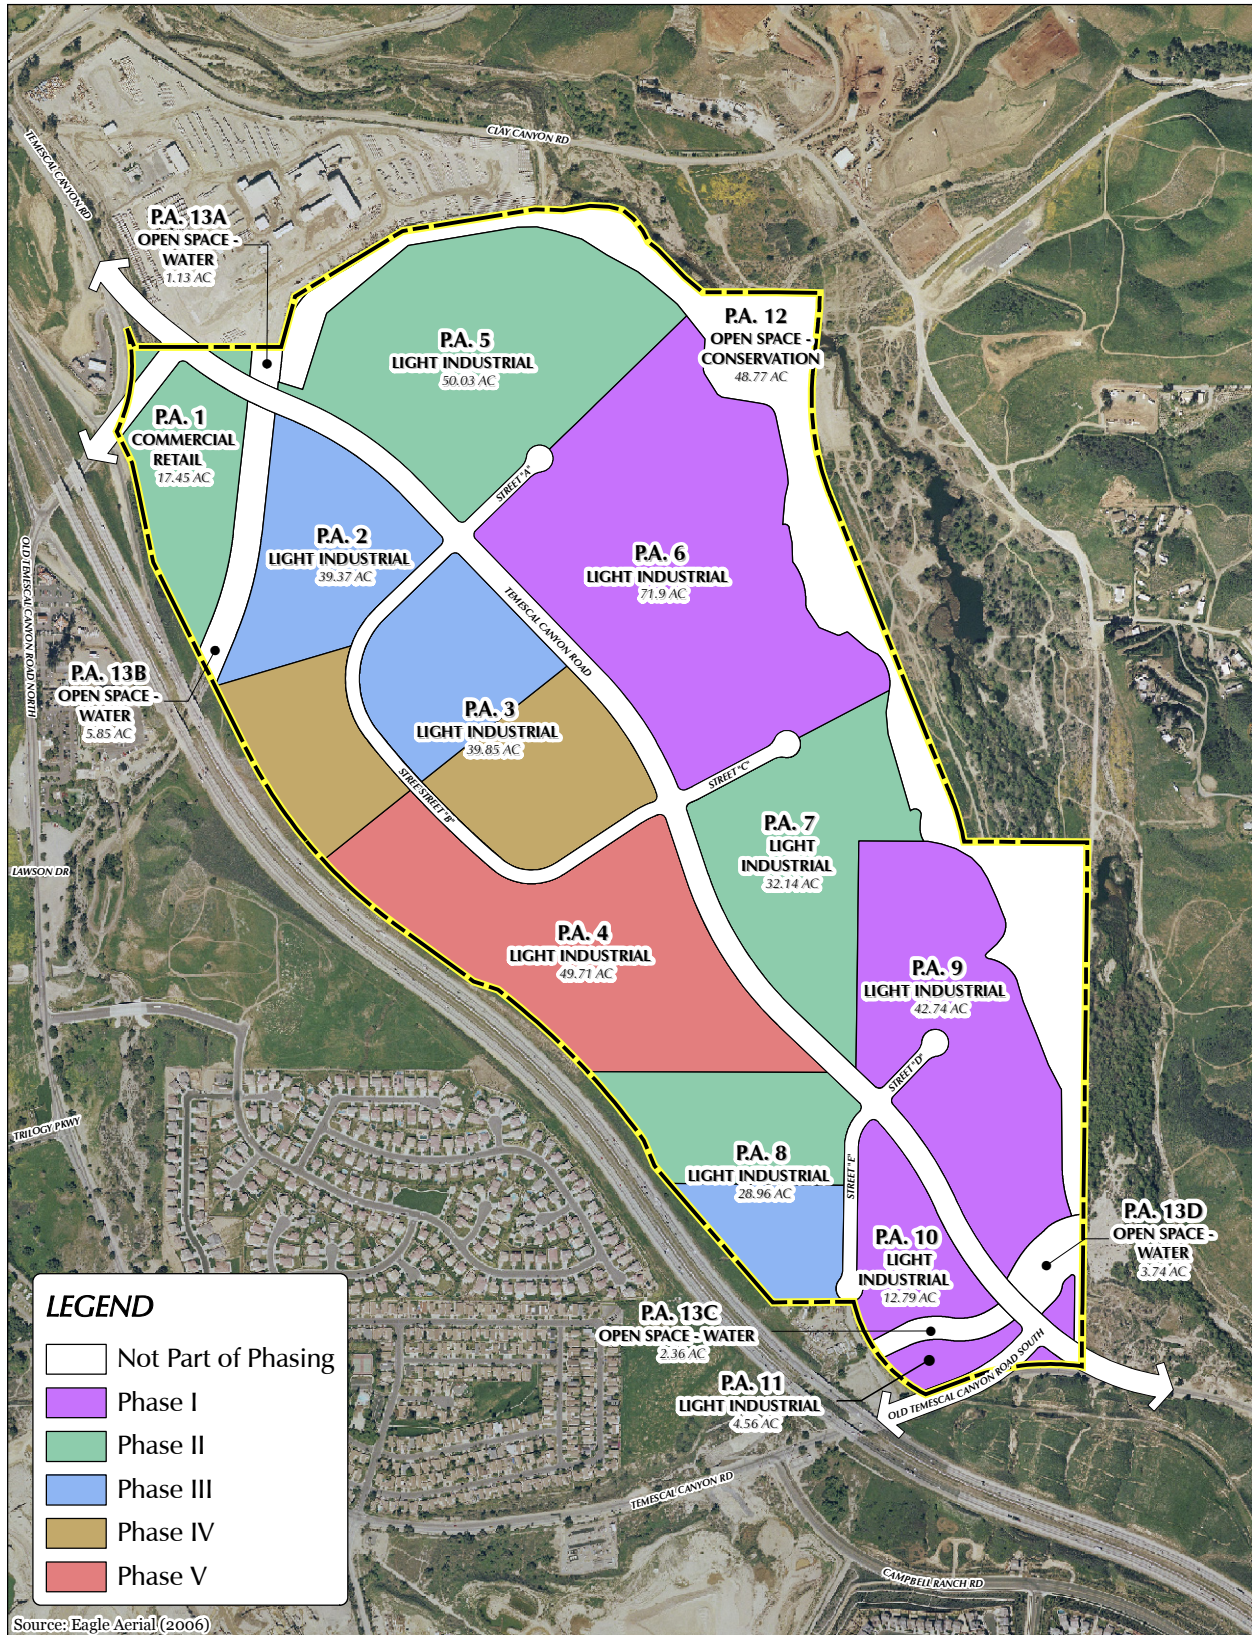 CLAY CANYON RD
TEMESCAL CANYON RD
P.A. 13A
OPEN SPACE -
WATER
1.13 AC
P.A. 12
OPEN SPACE -
CONSERVATION
48.77 AC
P.A. 5
LIGHT INDUSTRIAL
50.03 AC
P.A. 1
COMMERCIAL
RETAIL
17.45 AC
STREET "A"
P.A. 2
LIGHT INDUSTRIAL
39.37 AC
P.A. 6
LIGHT INDUSTRIAL
71.9 AC
OLD TEMESCAL CANYON ROAD NORTH
TEMESCAL CANYON ROAD
P.A. 13B
OPEN SPACE -
WATER
5.85 AC
P.A. 3
LIGHT INDUSTRIAL
39.85 AC
STREET "C"
STREE STREET "B"
P.A. 7
LIGHT
INDUSTRIAL
32.14 AC
LAWSON DR
P.A. 4
LIGHT INDUSTRIAL
49.71 AC
P.A. 9
LIGHT INDUSTRIAL
42.74 AC
STREET "D"
TRILOGY PKWY
P.A. 8
LIGHT INDUSTRIAL
28.96 AC
STREET "E"
P.A. 10
LIGHT
INDUSTRIAL
12.79 AC
P.A. 13D
OPEN SPACE -
WATER
3.74 AC
P.A. 13C
OPEN SPACE - WATER
2.36 AC
P.A. 11
LIGHT INDUSTRIAL
4.56 AC
OLD TEMESCAL CANYON ROAD SOUTH
TEMESCAL CANYON RD
CAMPBELL RANCH RD
LEGEND
Not Part of Phasing
Phase I
Phase II
Phase III
Phase IV
Phase V
Source: Eagle Aerial (2006)